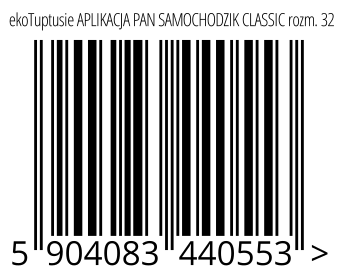 ekoTuptusie APLIKACJA PAN SAMOCHODZIK CLASSIC rozm. 32
5 904083 440553 >